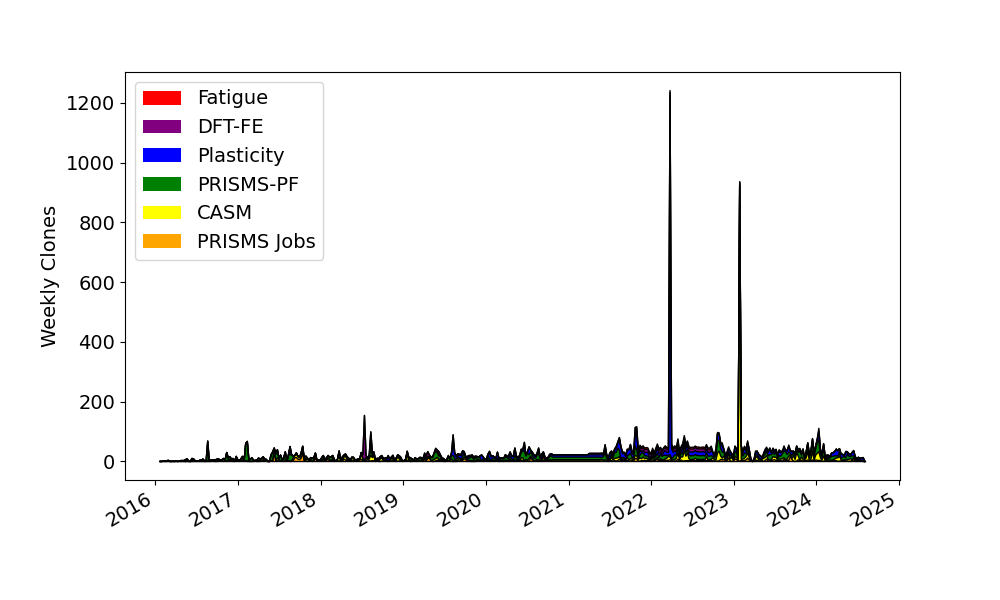 Fatigue
DFT-FE
Plasticity
PRISMS-PF
CASM
PRISMS Jobs
Weekly Clones
1200
1000
800
600
400
200
0
2016
2017
2018
2019
2020
2021
2022
2023
2024
2025